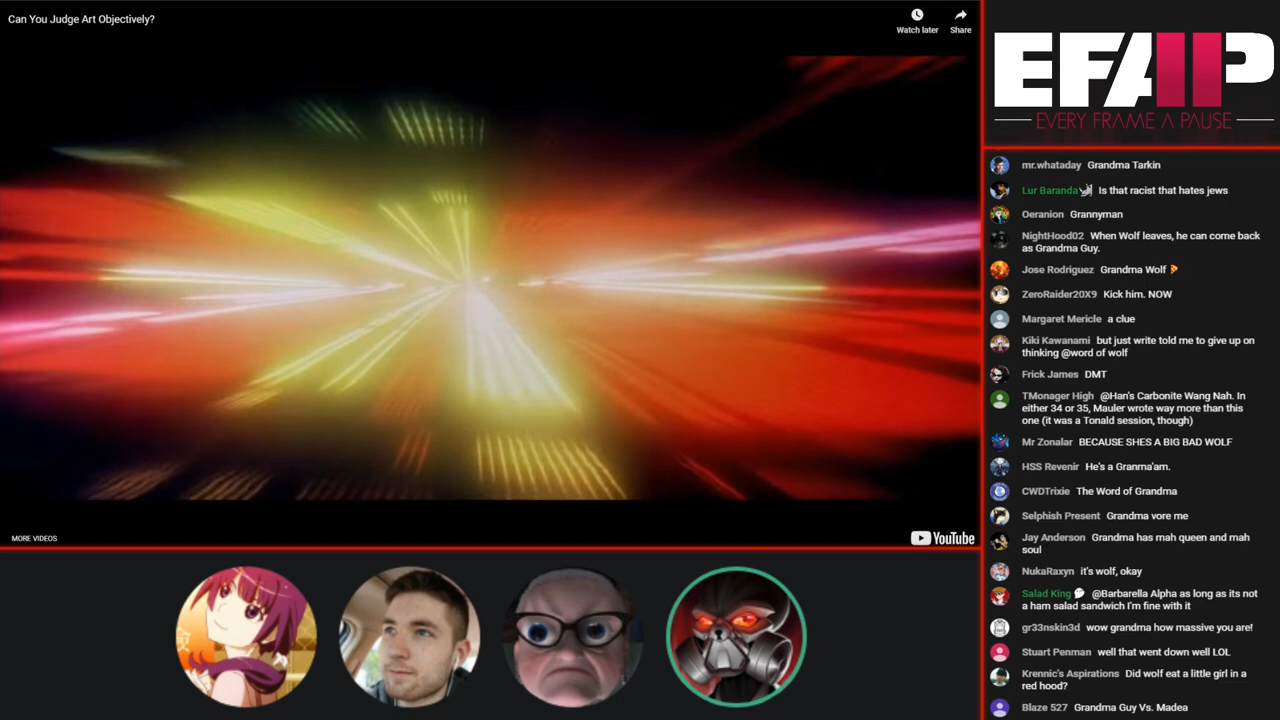 Can You Judge Art Objectively?
Watch later
Share
MORE VIDEOS
YouTube
EFAP
EVERY FRAME A PAUSE
mr.whataday Grandma Tarkin
Lur Baranda Is that racist that hates jews
Oeranion Grannyman
NightHood02 When Wolf leaves, he can come back
as Grandma Guy.
Jose Rodriguez Grandma Wolf
ZeroRaider20X9 Kick him. NOW
Margaret Mericle a clue
Kiki Kawanami but just write told me to give up on
thinking @word of wolf
Frick James DMT
TMonager High @Han's Carbonite Wang Nah. In
either 34 or 35, Mauler wrote way more than this
one (it was a Tonald session, though)
Mr Zonalar BECAUSE SHES A BIG BAD WOLF
HSS Revenir He's a Granma'am.
CWDTrixie The Word of Grandma
Selphish Present Grandma vore me
Jay Anderson Grandma has mah queen and mah
soul
NukaRaxyn it's wolf, okay
Salad King @Barbarella Alpha as long as its not
a ham salad sandwich I'm fine with it
gr33nskin3d wow grandma how massive you are!
Stuart Penman well that went down well LOL
Krennic's Aspirations Did wolf eat a little girl in a
red hood?
Blaze 527 Grandma Guy Vs. Madea